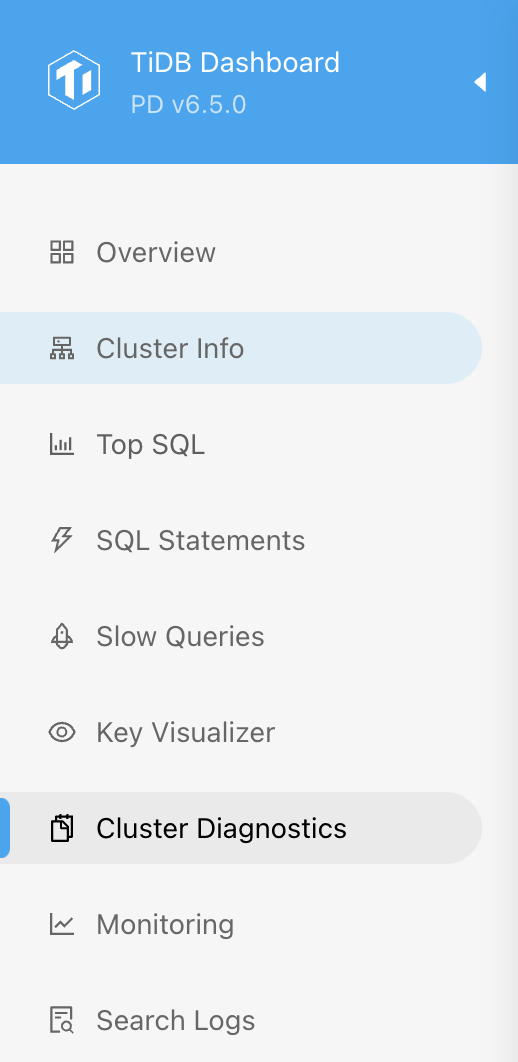 TiDB Dashboard
PD v6.5.0
Overview
Cluster Info
Top SQL
SQL Statements
Slow Queries
Key Visualizer
Cluster Diagnostics
Monitoring
Search Logs